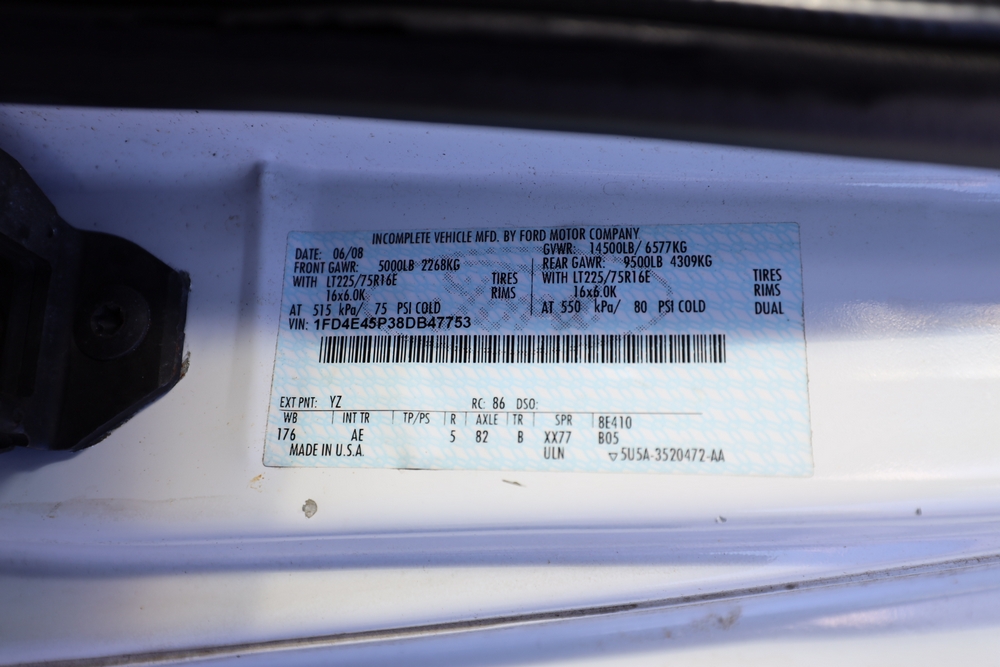 INCOMPLETE VEHICLE MFD. BY FORD MOTOR COMPANY
DATE: 06/08 GVWR: 14500LB/ 6577KG
FRONT GAWR: 5000LB 2268KG REAR GAWR: 9500LB 4309KG
WITH LT225/75R16E TIRES WITH LT225/75R16E TIRES
16x6.0K RIMS 16x6.0K RIMS
AT 515 kPa/ 75 PSI COLD AT 550 kPa/ 80 PSI COLD DUAL
VIN: 1FD4E45P38DB47753
EXT PNT: YZ RC: 86 DSO:
WB INT TR TP/PS R AXLE TR SPR 8E410
176 AE 5 82 B XX77 B05
MADE IN U.S.A. ULN 5U5A-3520472-AA